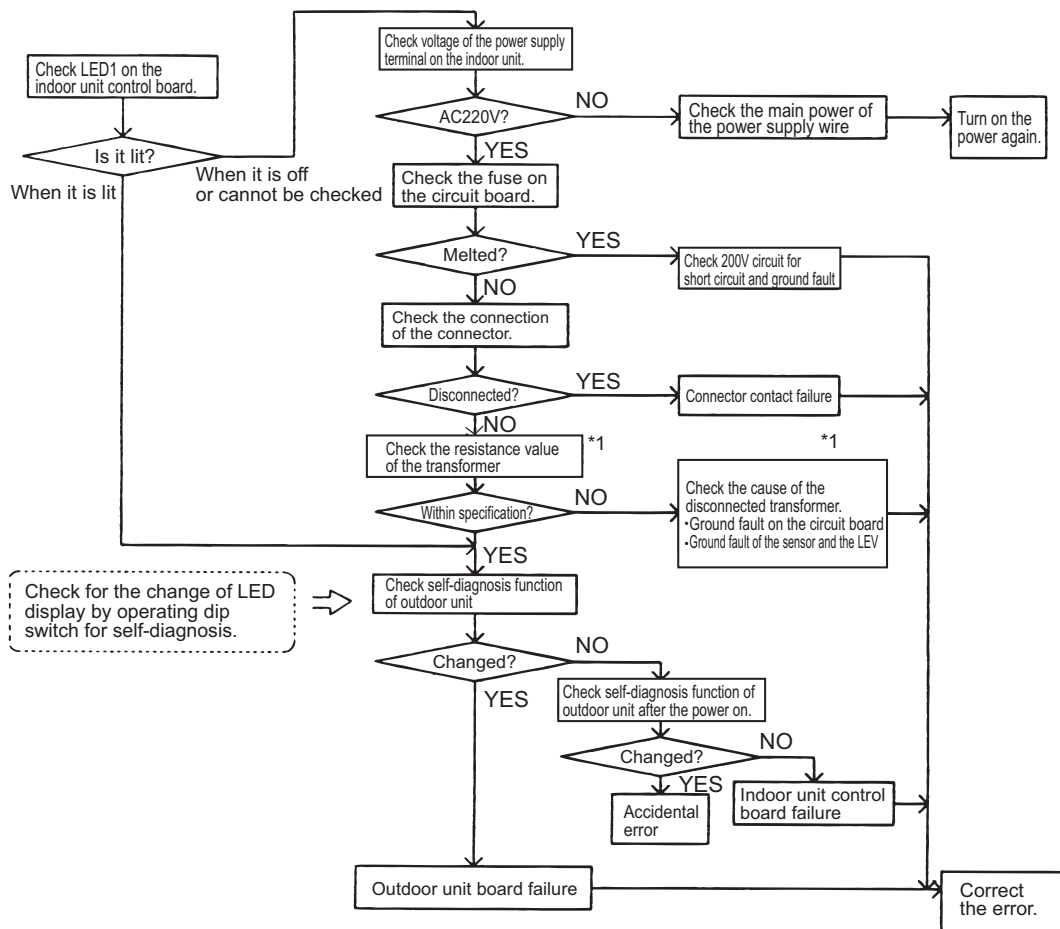 Check LED1 on the
indoor unit control board.
Is it lit?
When it is lit
When it is off
or cannot be checked
Check voltage of the power supply
terminal on the indoor unit.
AC220V?
NO
Check the main power of
the power supply wire
Turn on the
power again.
YES
Check the fuse on
the circuit board.
Melted?
YES
Check 200V circuit for
short circuit and ground fault
NO
Check the connection
of the connector.
Disconnected?
YES
Connector contact failure
NO
Check the resistance value
of the transformer
*1
*1
Within specification?
NO
Check the cause of the
disconnected transformer.
•Ground fault on the circuit board
•Ground fault of the sensor and the LEV
YES
Check for the change of LED
display by operating dip
switch for self-diagnosis.
Check self-diagnosis function
of outdoor unit
Changed?
NO
YES
Check self-diagnosis function of
outdoor unit after the power on.
Changed?
NO
YES
Accidental
error
Indoor unit control
board failure
Outdoor unit board failure
Correct
the error.